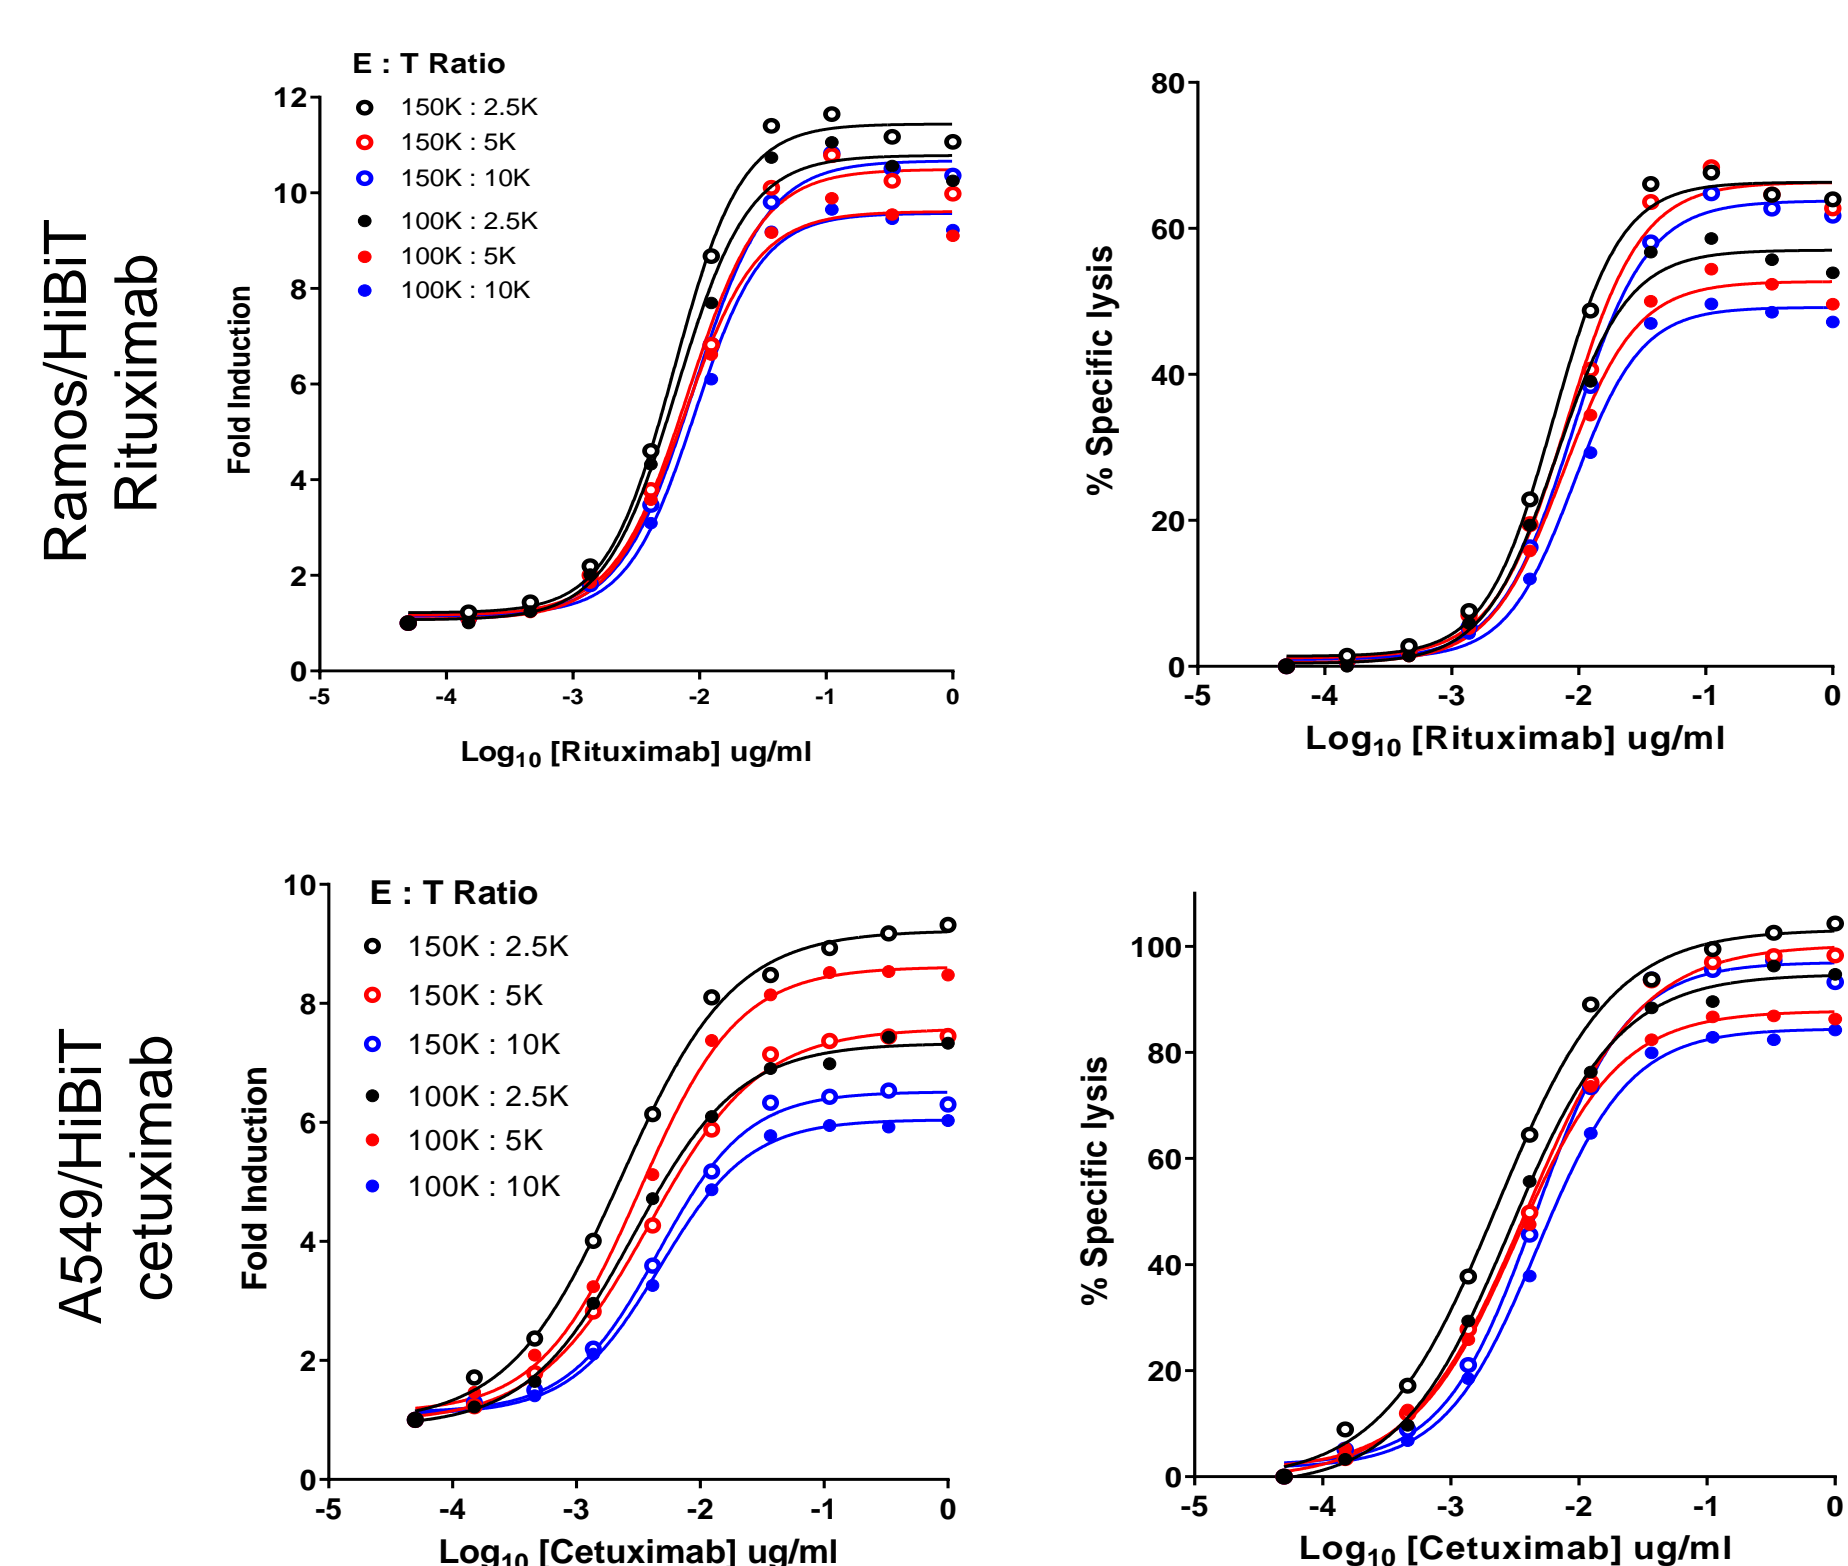 Ramos/HiBiT
Rituximab
E : T Ratio
150K : 2.5K
150K : 5K
150K : 10K
100K : 2.5K
100K : 5K
100K : 10K
Fold Induction
12
10
8
6
4
2
0
-5 -4 -3 -2 -1 0
Log10 [Rituximab] ug/ml
% Specific lysis
80
60
40
20
0
-5 -4 -3 -2 -1 0
Log10 [Rituximab] ug/ml
A549/HiBiT
cetuximab
E : T Ratio
150K : 2.5K
150K : 5K
150K : 10K
100K : 2.5K
100K : 5K
100K : 10K
Fold Induction
10
8
6
4
2
0
-5 -4 -3 -2 -1 0
Log10 [Cetuximab] ug/ml
% Specific lysis
100
80
60
40
20
0
-5 -4 -3 -2 -1 0
Log10 [Cetuximab] ug/ml